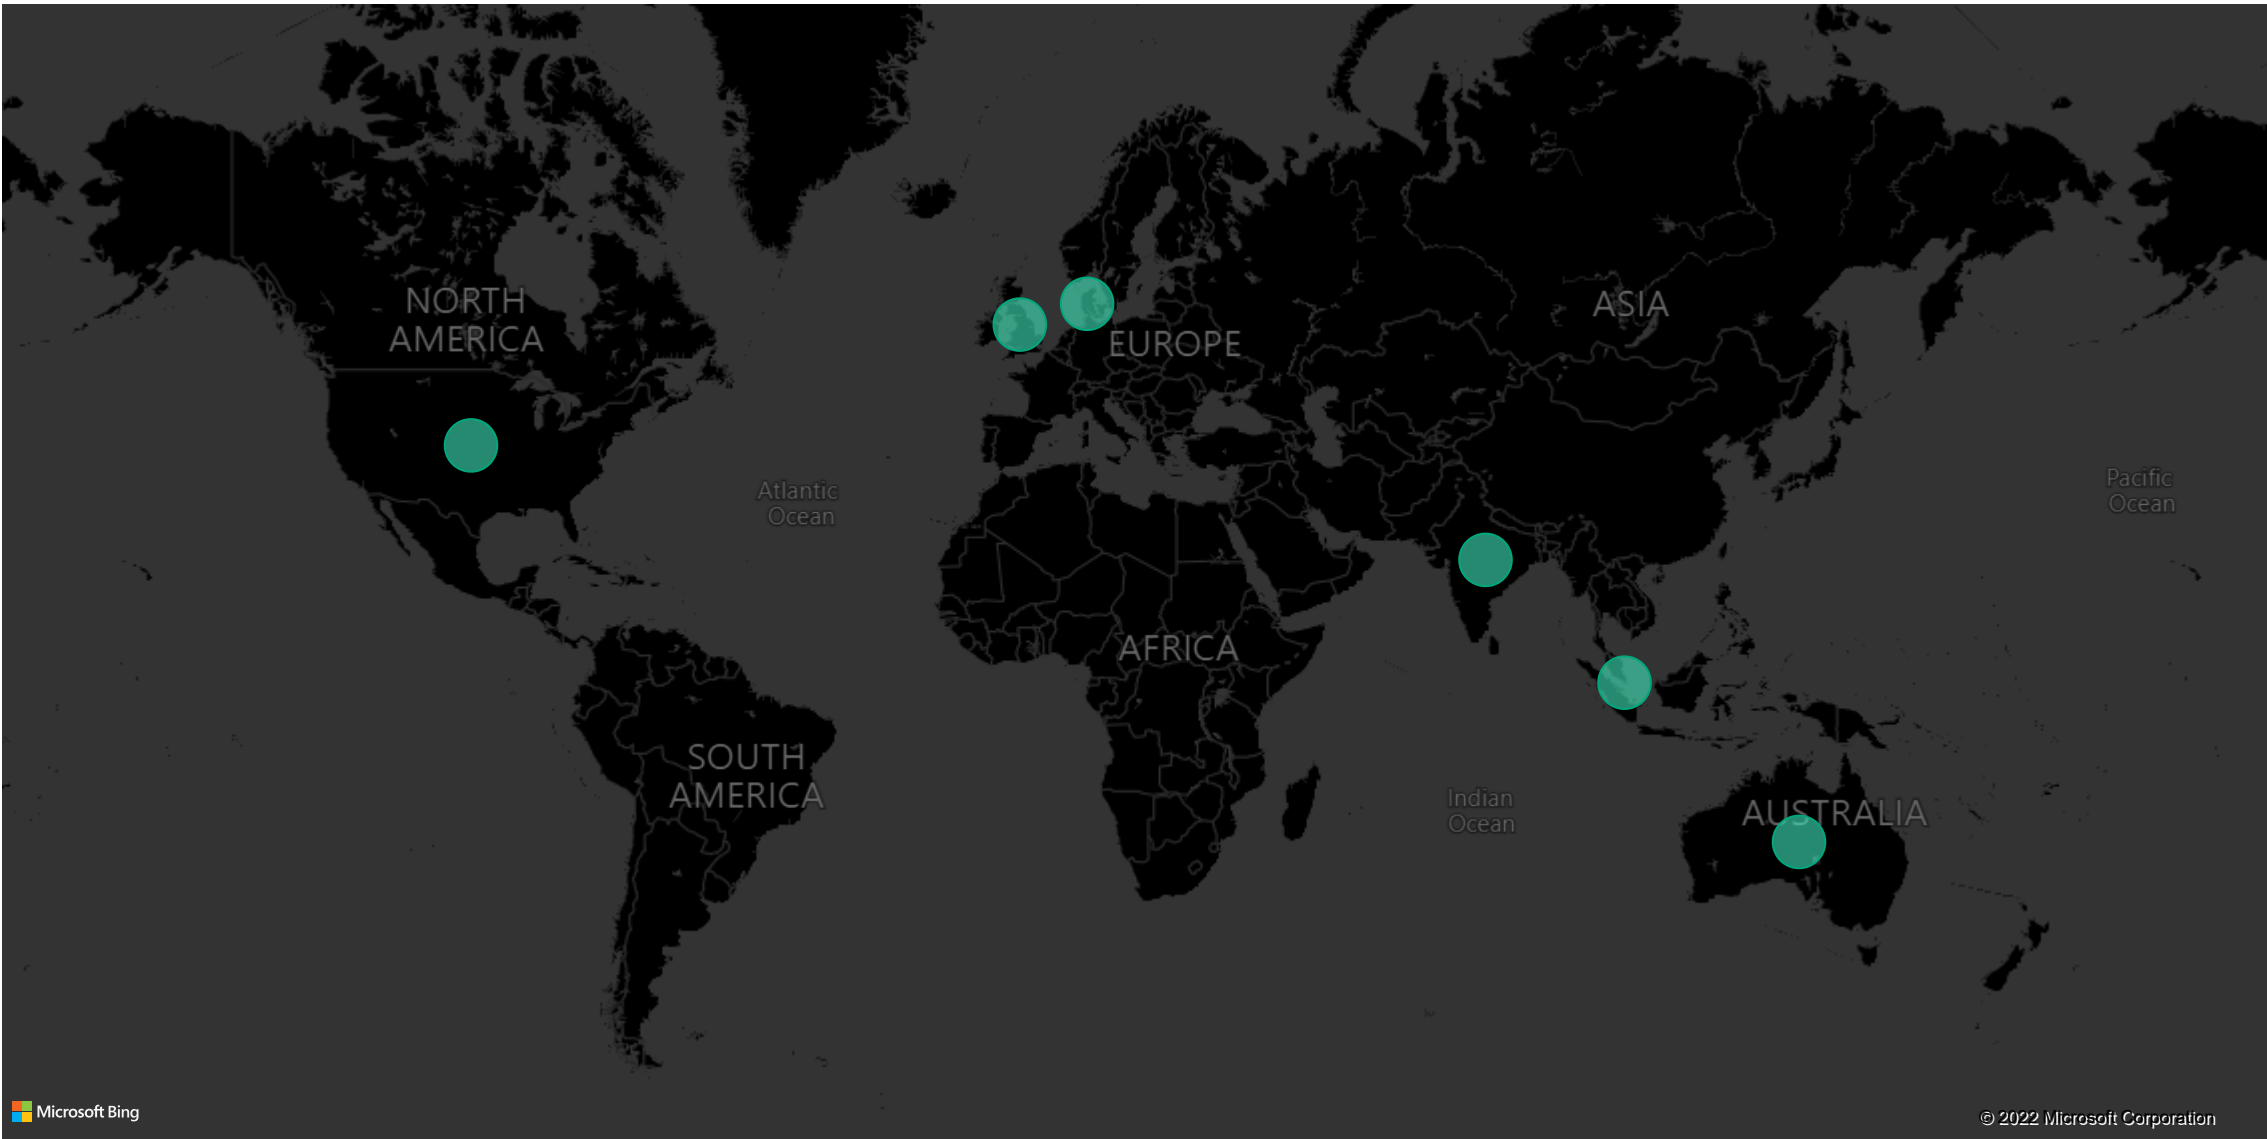 NORTH
AMERICA
ASIA
EUROPE
Atlantic
Ocean
Pacific
Ocean
AFRICA
SOUTH
AMERICA
Indian
Ocean
AUSTRALIA
Microsoft Bing
© 2022 Microsoft Corporation